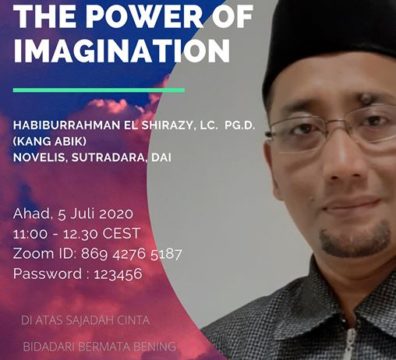 THE POWER OF
IMAGINATION
HABIBURRAHMAN EL SHIRAZY, LC. PG.D.
(KANG ABIK)
NOVELIS, SUTRADARA, DAI
Ahad, 5 Juli 2020
11:00 - 12.30 CEST
Zoom ID: 869 4276 5187
Password : 123456
DI ATAS SAJADAH CINTA
BIDADARI BERMATA BENING